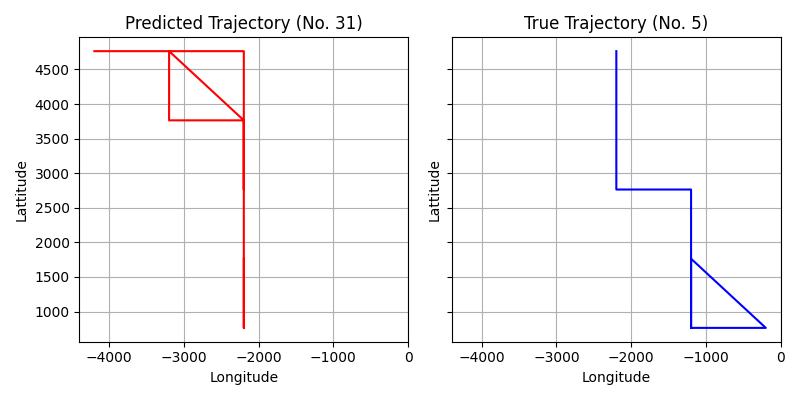 Predicted Trajectory (No. 31)
True Trajectory (No. 5)
Lattitude
4500
4000
3500
3000
2500
2000
1500
1000
−4000 −3000 −2000 −1000 0
Longitude
Lattitude
−4000 −3000 −2000 −1000 0
Longitude